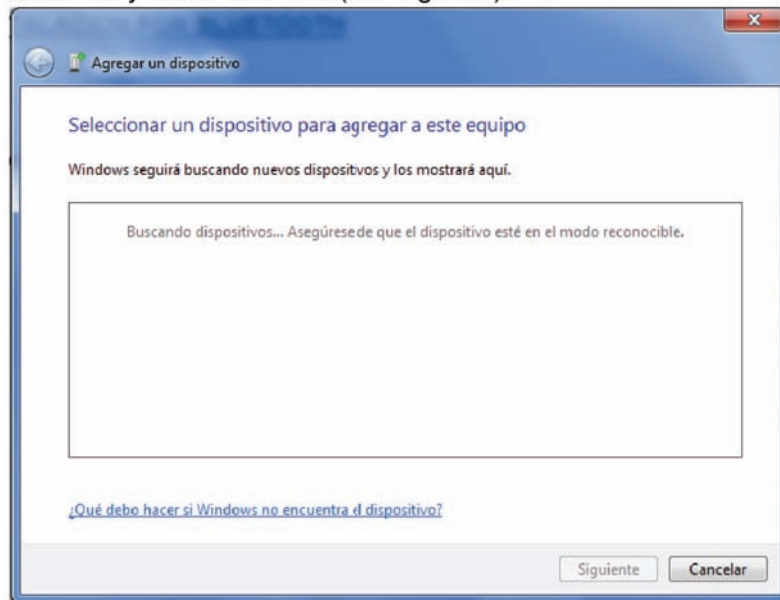 Agregar un dispositivo
Seleccionar un dispositivo para agregar a este equipo
Windows seguirá buscando nuevos dispositivos y los mostrará aquí.
Buscando dispositivos... Asegúrese de que el dispositivo esté en el modo reconocible.
¿Qué debo hacer si Windows no encuentra el dispositivo?
Siguiente Cancelar